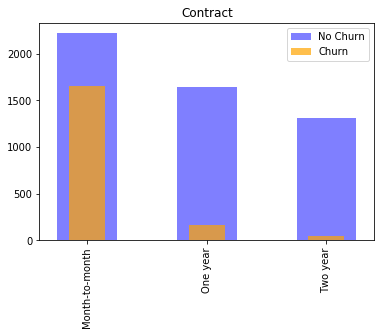 Contract
No Churn
Churn
2000
1500
1000
500
0
Month-to-month
One year
Two year